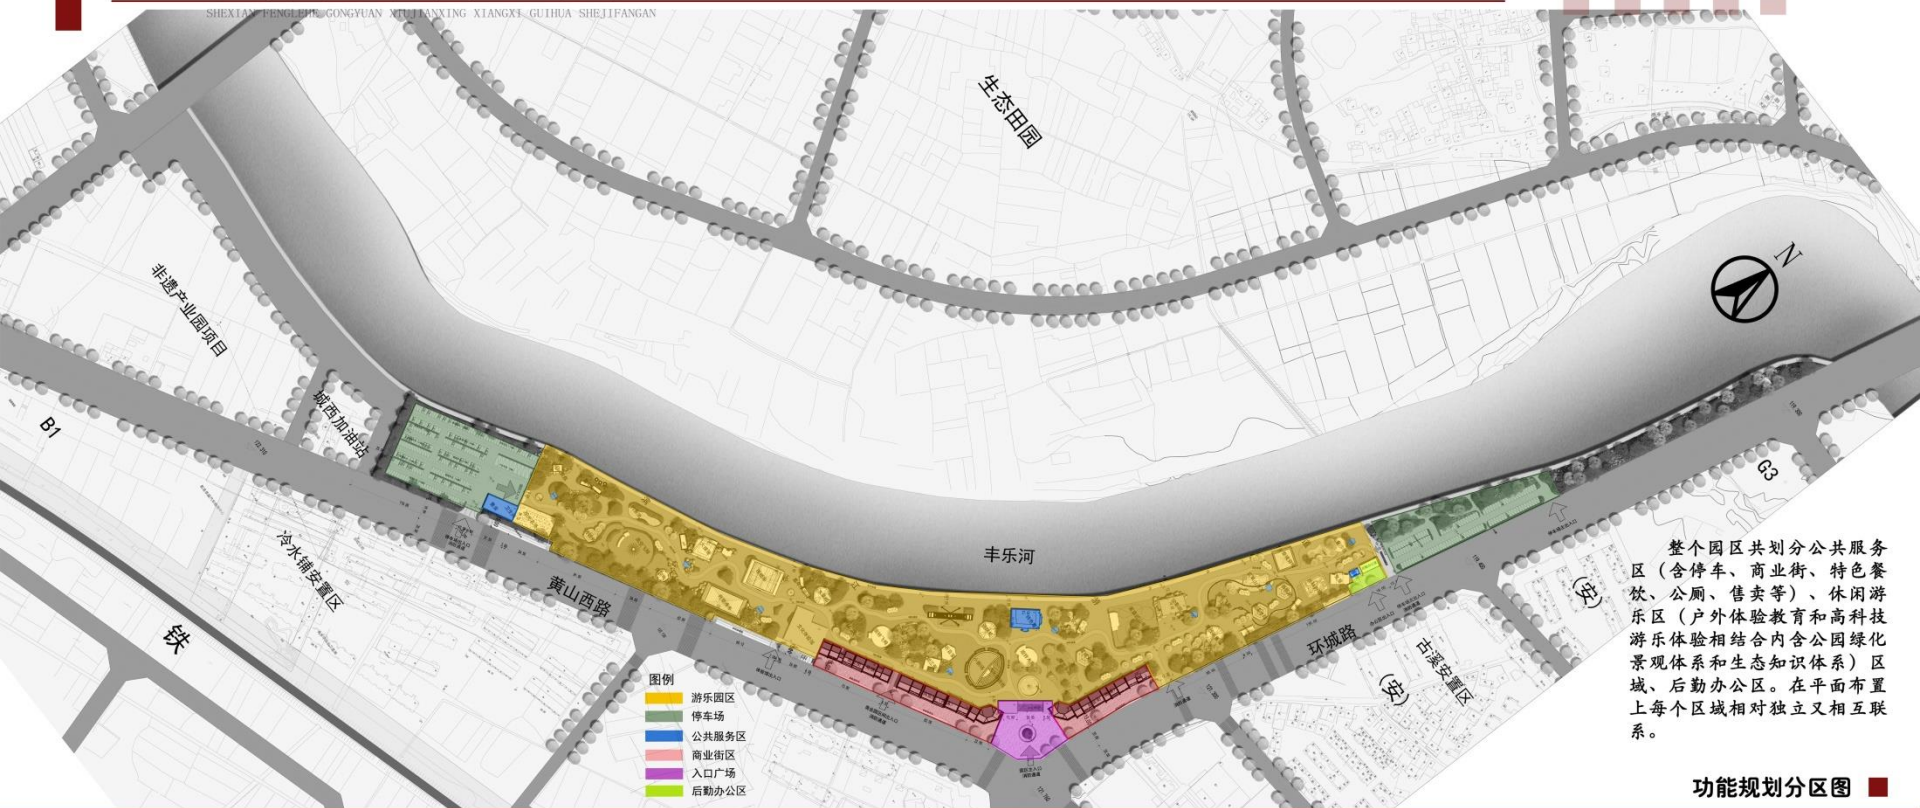 SHEXIAN FENGLEHE GONGYUAN XIUJIANXING XIANGXI GUIHUA SHEJIFANGAN
生态田园
N
非遗产业园项目
城西加油站
B1
G3
丰乐河
冷水铺安置区
黄山西路
铁
环城路
(安)
古溪安置区
(安)
图例
游乐园区
停车场
公共服务区
商业街区
入口广场
后勤办公区
整个园区共划分公共服务
区（含停车、商业街、特色餐
饮、公厕、售卖等）、休闲游
乐区（户外体验教育和高科技
游乐体验相结合内含公园绿化
景观体系和生态知识体系）区
域、后勤办公区。在平面布置
上每个区域相对独立又相互联
系。
功能规划分区图